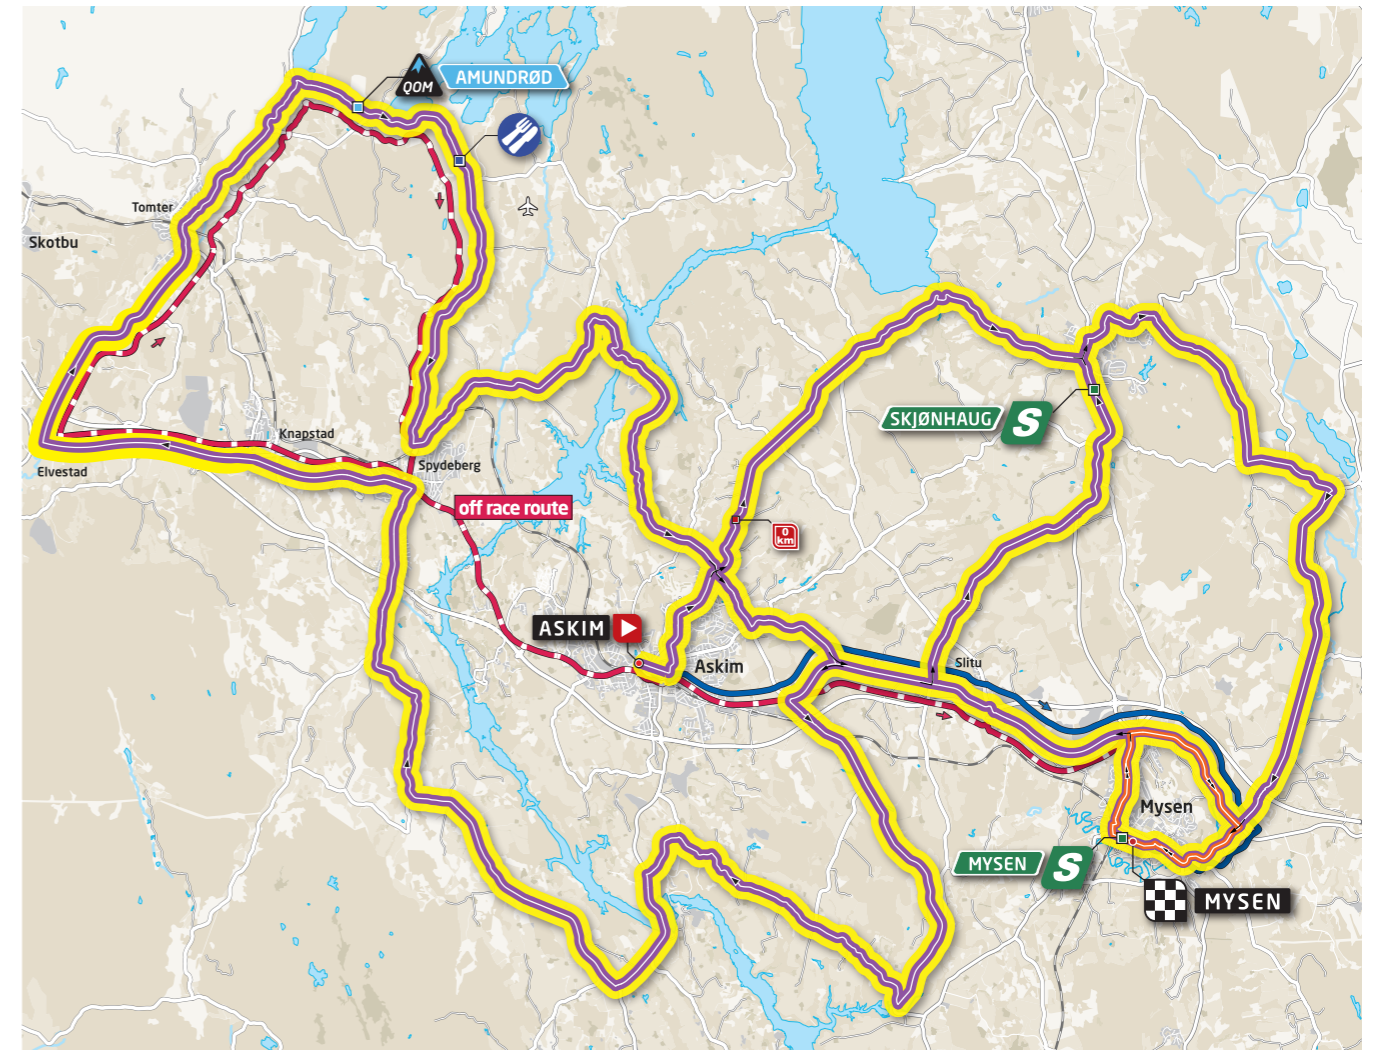 QOM
AMUNDRØD
Tomter
Skotbu
SKJØNHAUG
S
Knapstad
Elvestad
Spydeberg
off race route
0
km
ASKIM
Askim
Slitu
Mysen
MYSEN
S
MYSEN